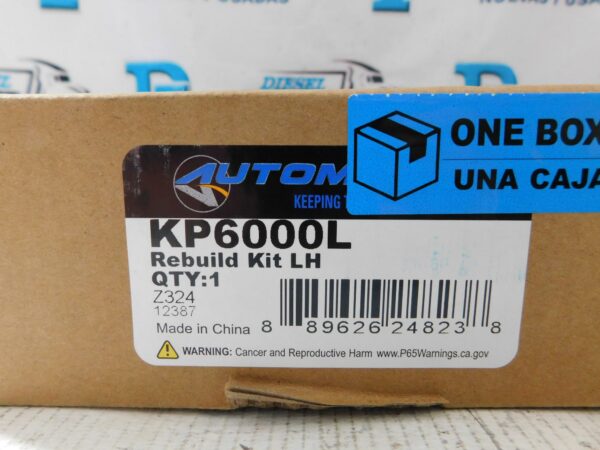 DIESEL
DIESEL
ONE BOX
UNA CAJA
AUTOM
KEEPING
KP6000L
Rebuild Kit LH
QTY:1
Z324
12387
Made in China
8 89626 24823 8
WARNING: Cancer and Reproductive Harm www.P65Warnings.ca.gov